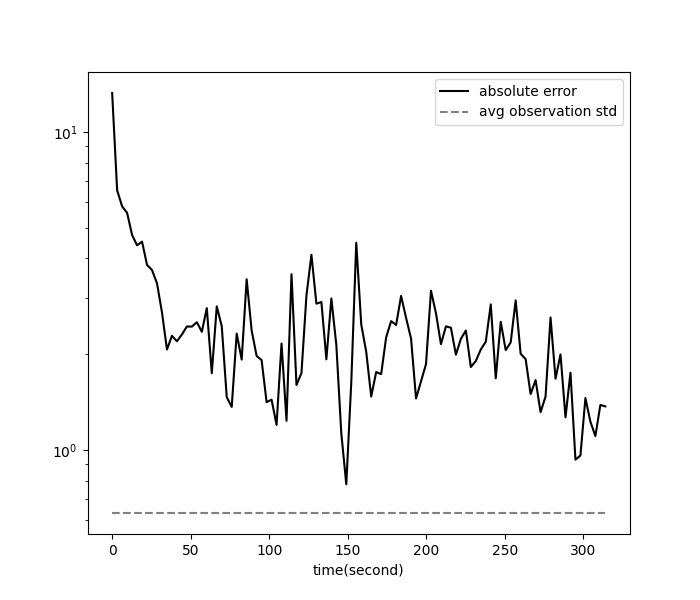 absolute error
avg observation std
10¹
10⁰
0 50 100 150 200 250 300
time(second)